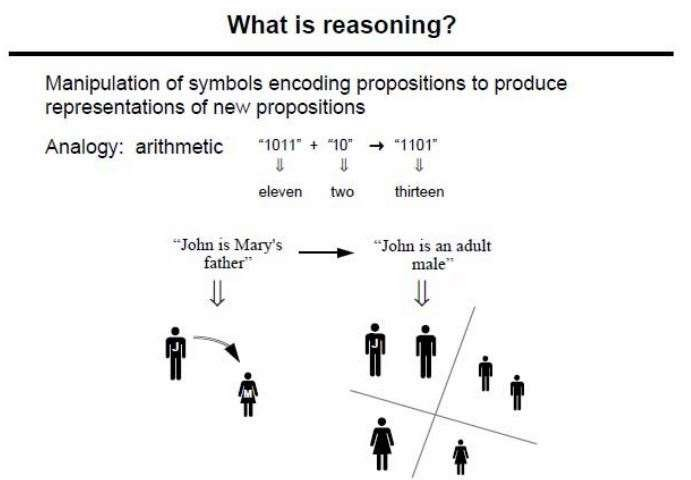 What is reasoning?
Manipulation of symbols encoding propositions to produce
representations of new propositions
Analogy: arithmetic "1011" + "10" → "1101"
⇓ ⇓ ⇓
eleven two thirteen
“John is Mary's
father”
“John is an adult
male”
J
M
J